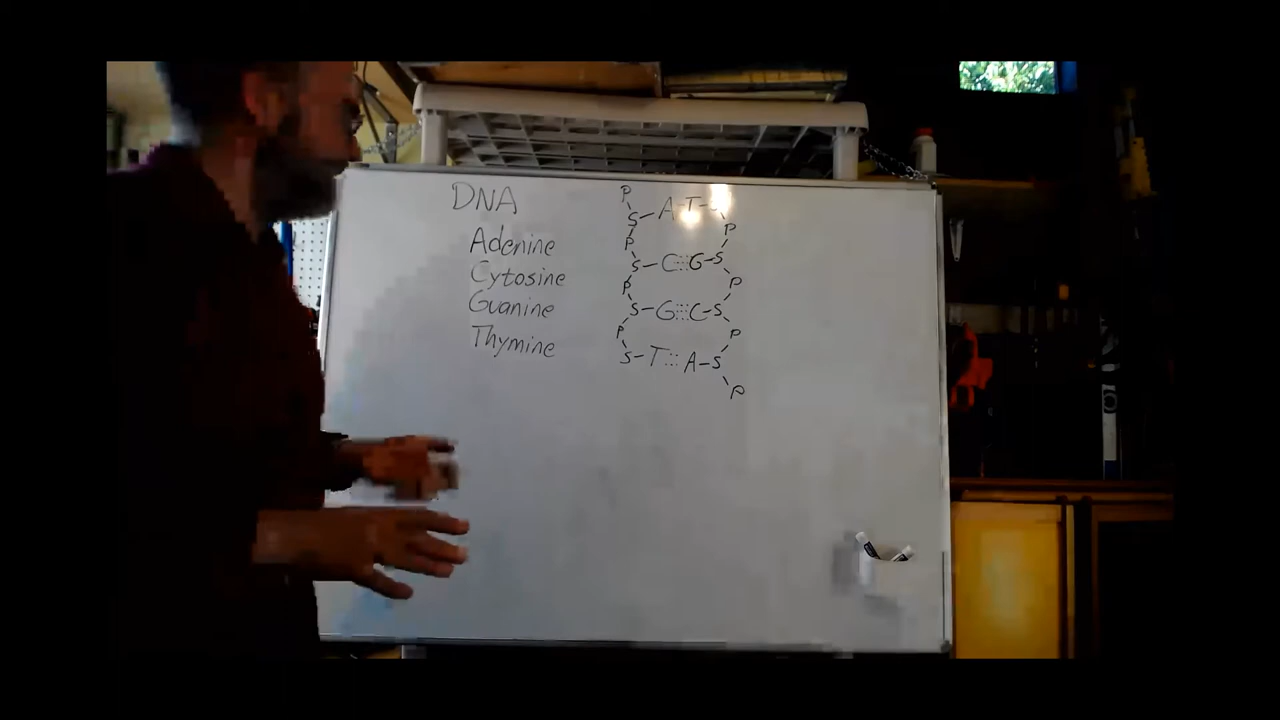 DNA
Adenine
Cytosine
Guanine
Thymine
P
S-A T-
P P
S-C:::G-S
P P
S-G:::C-S
P P
S-T:::A-S
P